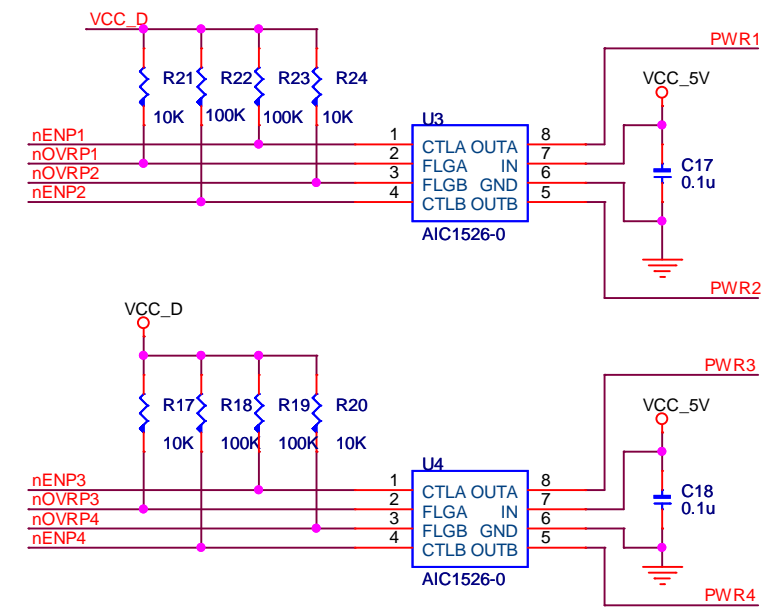 VCC_D
PWR1
R21 R22 R23 R24
VCC_5V
10K 100K 100K 10K
U3
nENP1 1 CTLA OUTA 8
nOVRP1 2 FLGA IN 7
nOVRP2 3 FLGB GND 6
nENP2 4 CTLB OUTB 5
C17
0.1u
AIC1526-0
PWR2
VCC_D
PWR3
R17 R18 R19 R20
VCC_5V
10K 100K 100K 10K
U4
nENP3 1 CTLA OUTA 8
nOVRP3 2 FLGA IN 7
nOVRP4 3 FLGB GND 6
nENP4 4 CTLB OUTB 5
C18
0.1u
AIC1526-0
PWR4